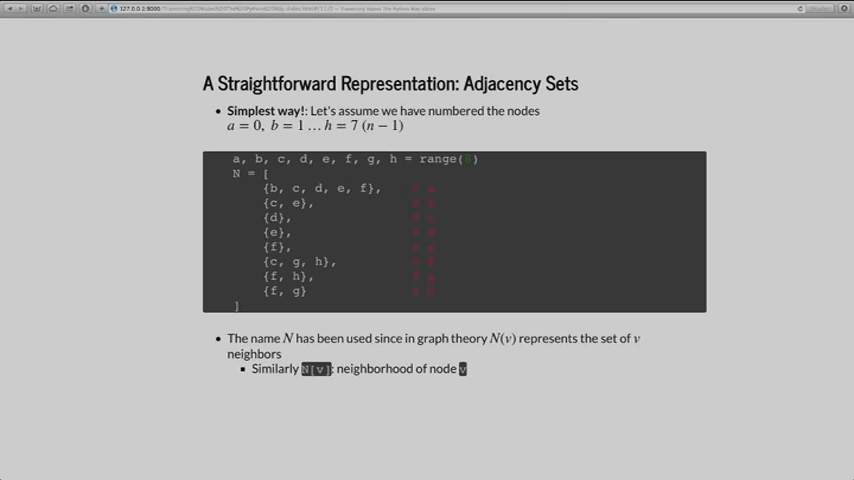 A Straightforward Representation: Adjacency Sets
• Simplest way!: Let's assume we have numbered the nodes
a = 0, b = 1 … h = 7 (n − 1)
a, b, c, d, e, f, g, h = range(8)
N = [
{b, c, d, e, f},
{c, e},
{d},
{e},
{f},
{c, g, h},
{f, h},
{f, g}
]
• The name N has been used since in graph theory N(v) represents the set of v
neighbors
▪ Similarly N[v]: neighborhood of node v